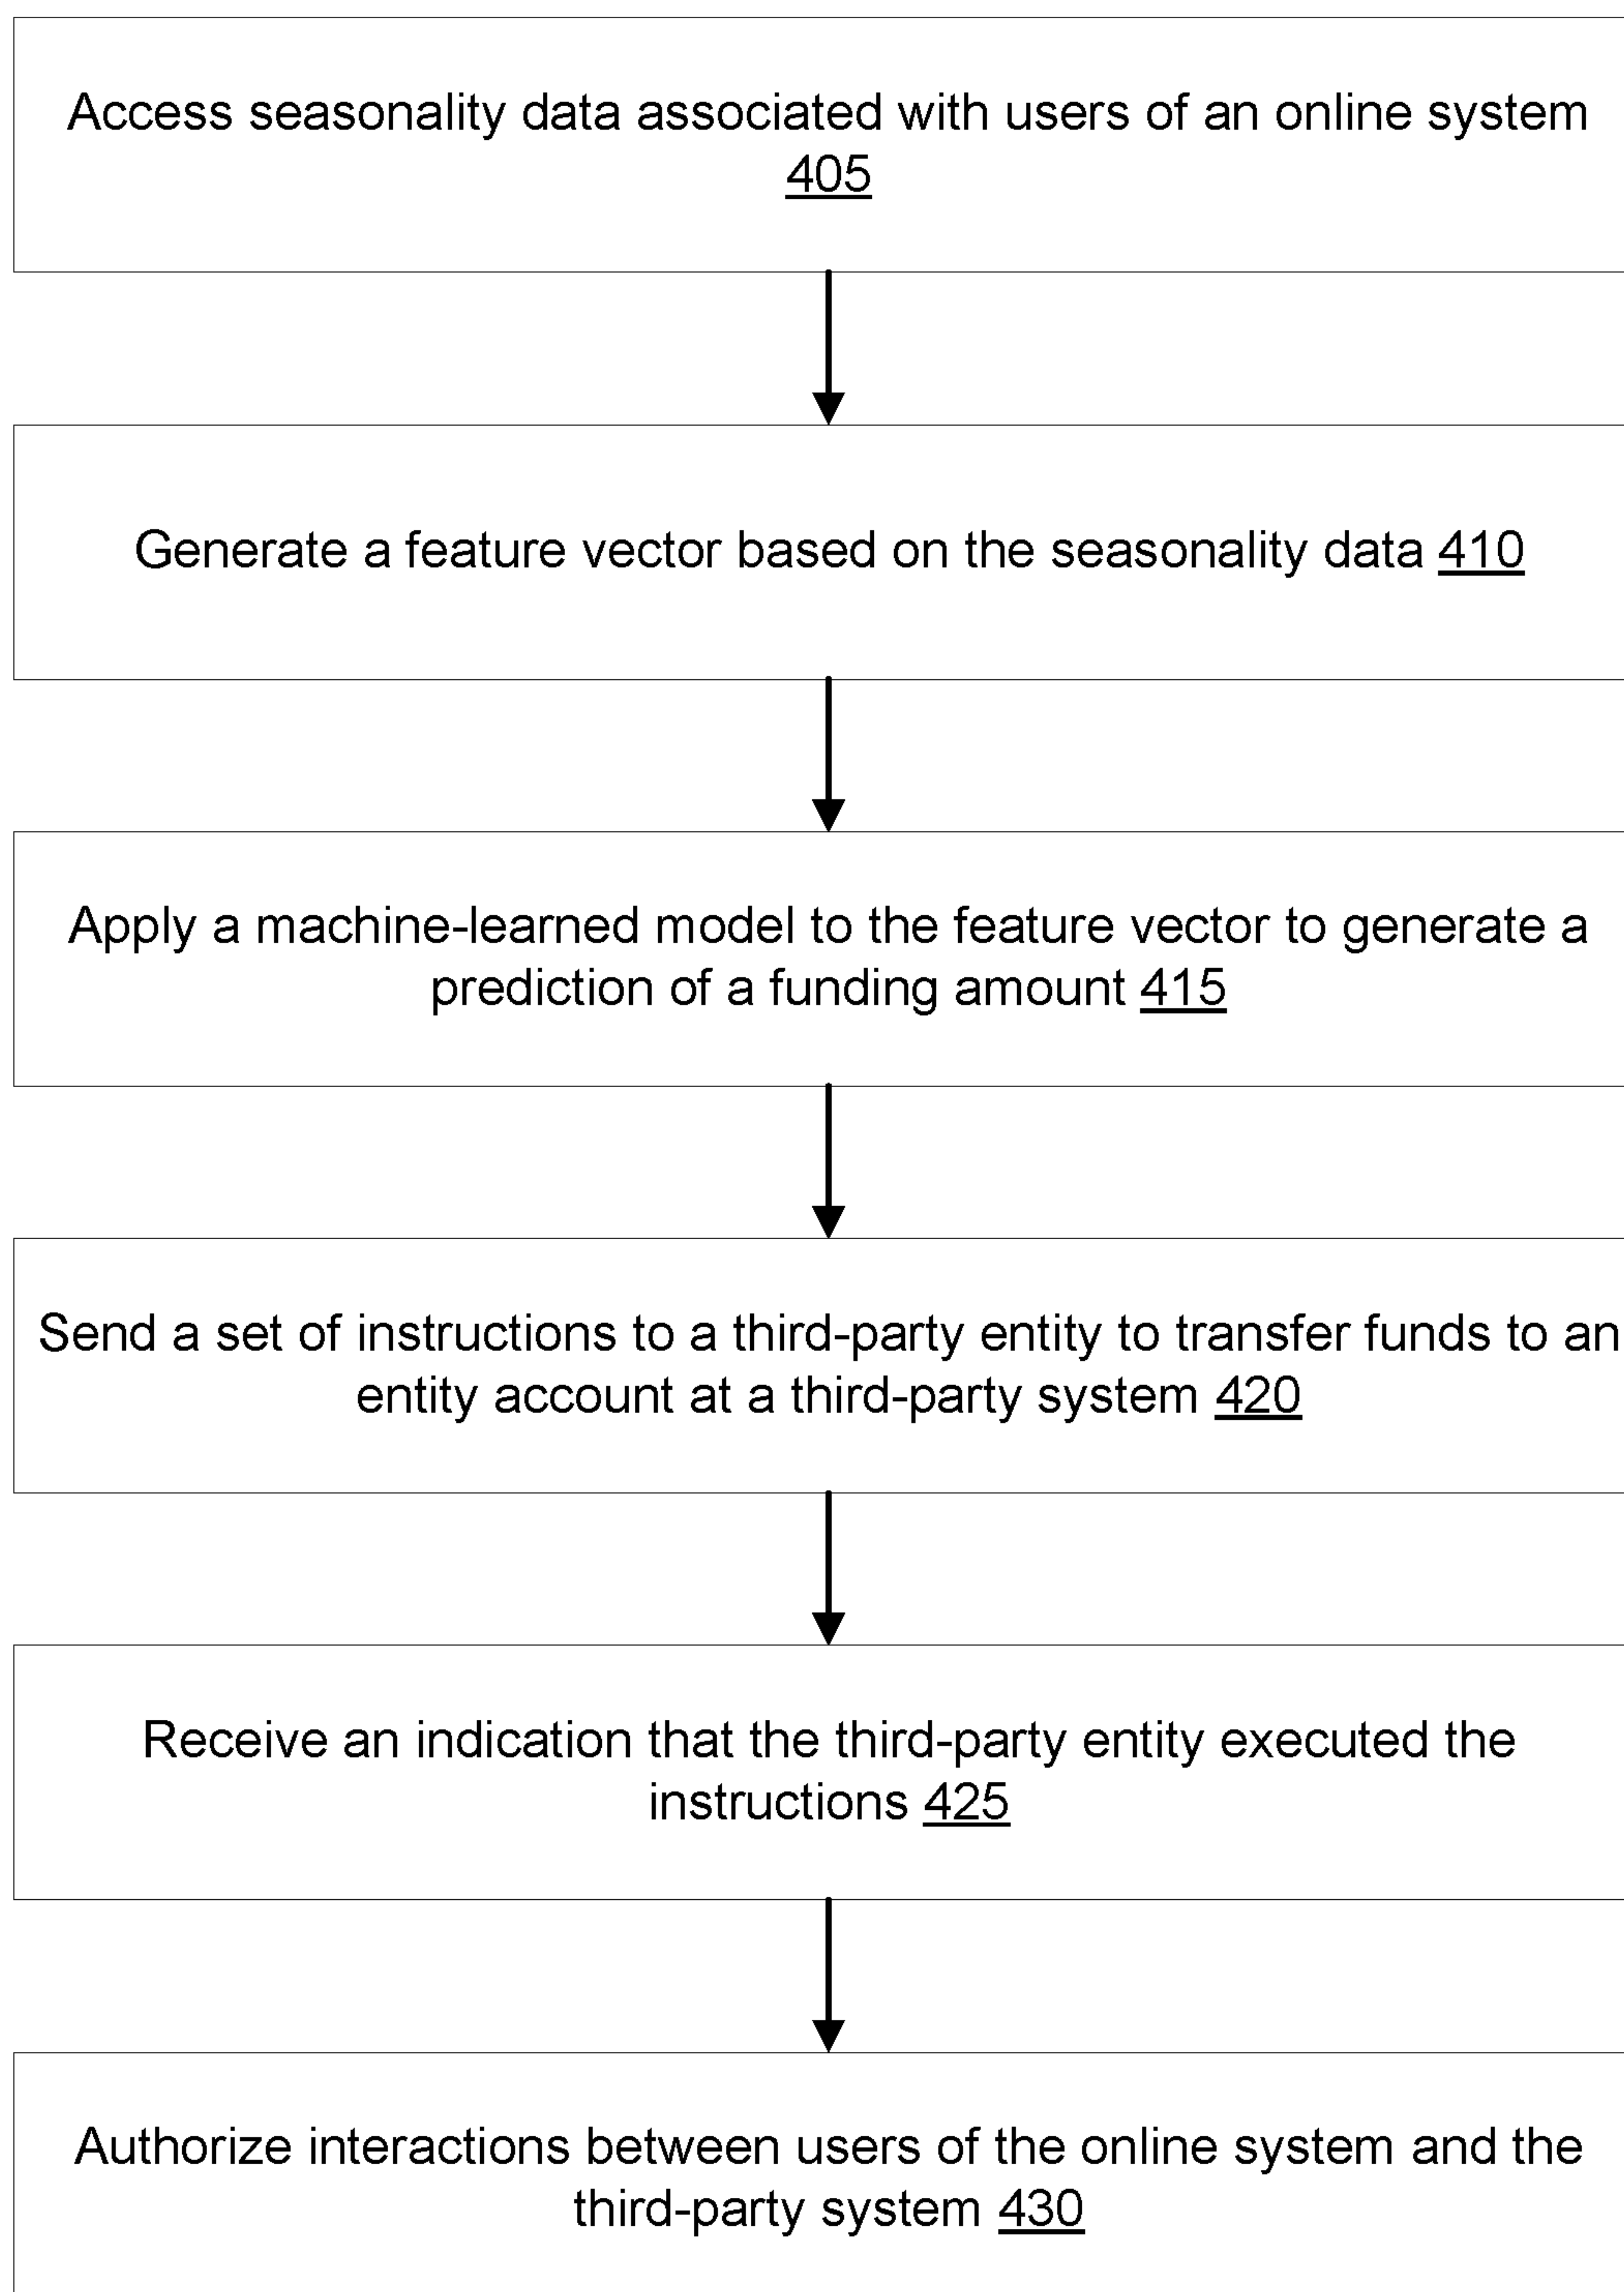 Access seasonality data associated with users of an online system
405
Generate a feature vector based on the seasonality data 410
Apply a machine-learned model to the feature vector to generate a
prediction of a funding amount 415
Send a set of instructions to a third-party entity to transfer funds to an
entity account at a third-party system 420
Receive an indication that the third-party entity executed the
instructions 425
Authorize interactions between users of the online system and the
third-party system 430